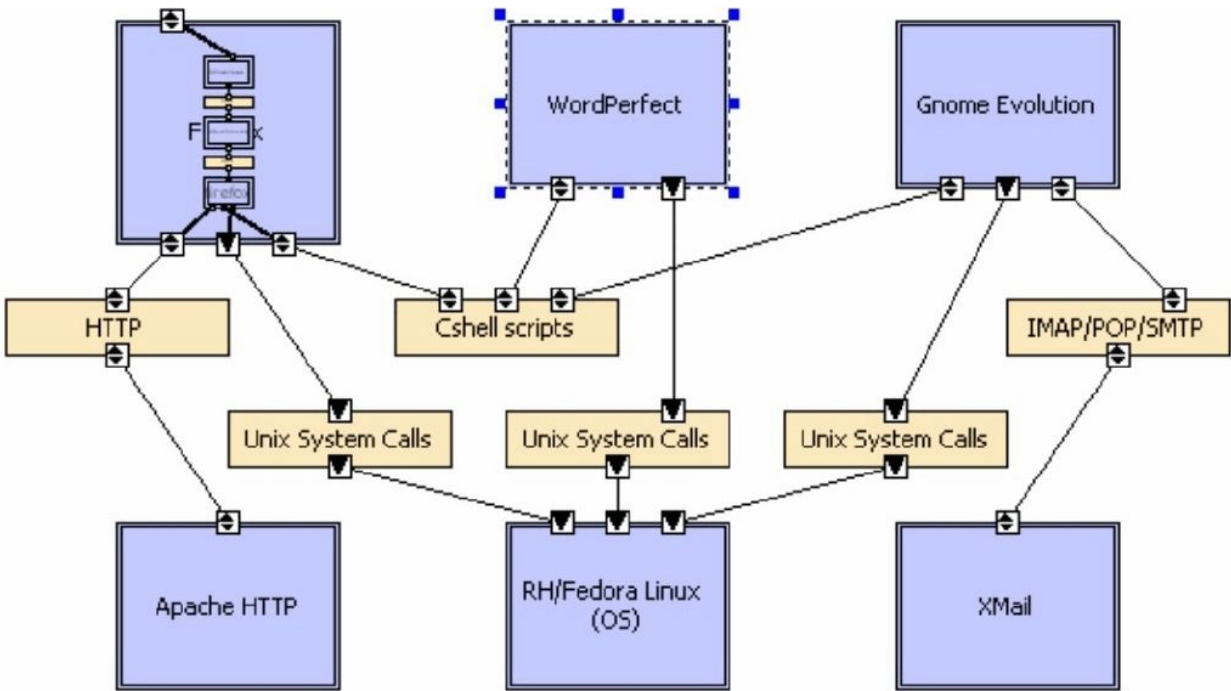 WordPerfect
Gnome Evolution
F x
firefox
HTTP
Cshell scripts
IMAP/POP/SMTP
Unix System Calls
Unix System Calls
Unix System Calls
Apache HTTP
RH/Fedora Linux
(OS)
XMail